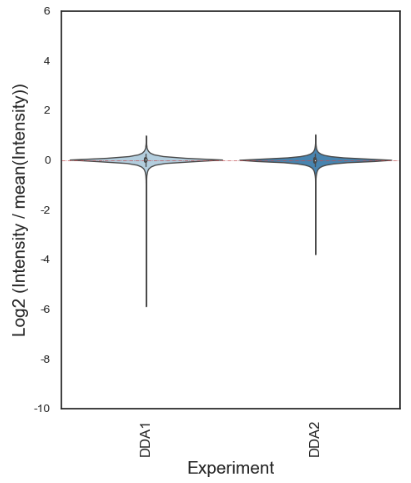 6
4
2
0
-2
-4
-6
-8
-10
Log2 (Intensity / mean(Intensity))
DDA1
DDA2
Experiment